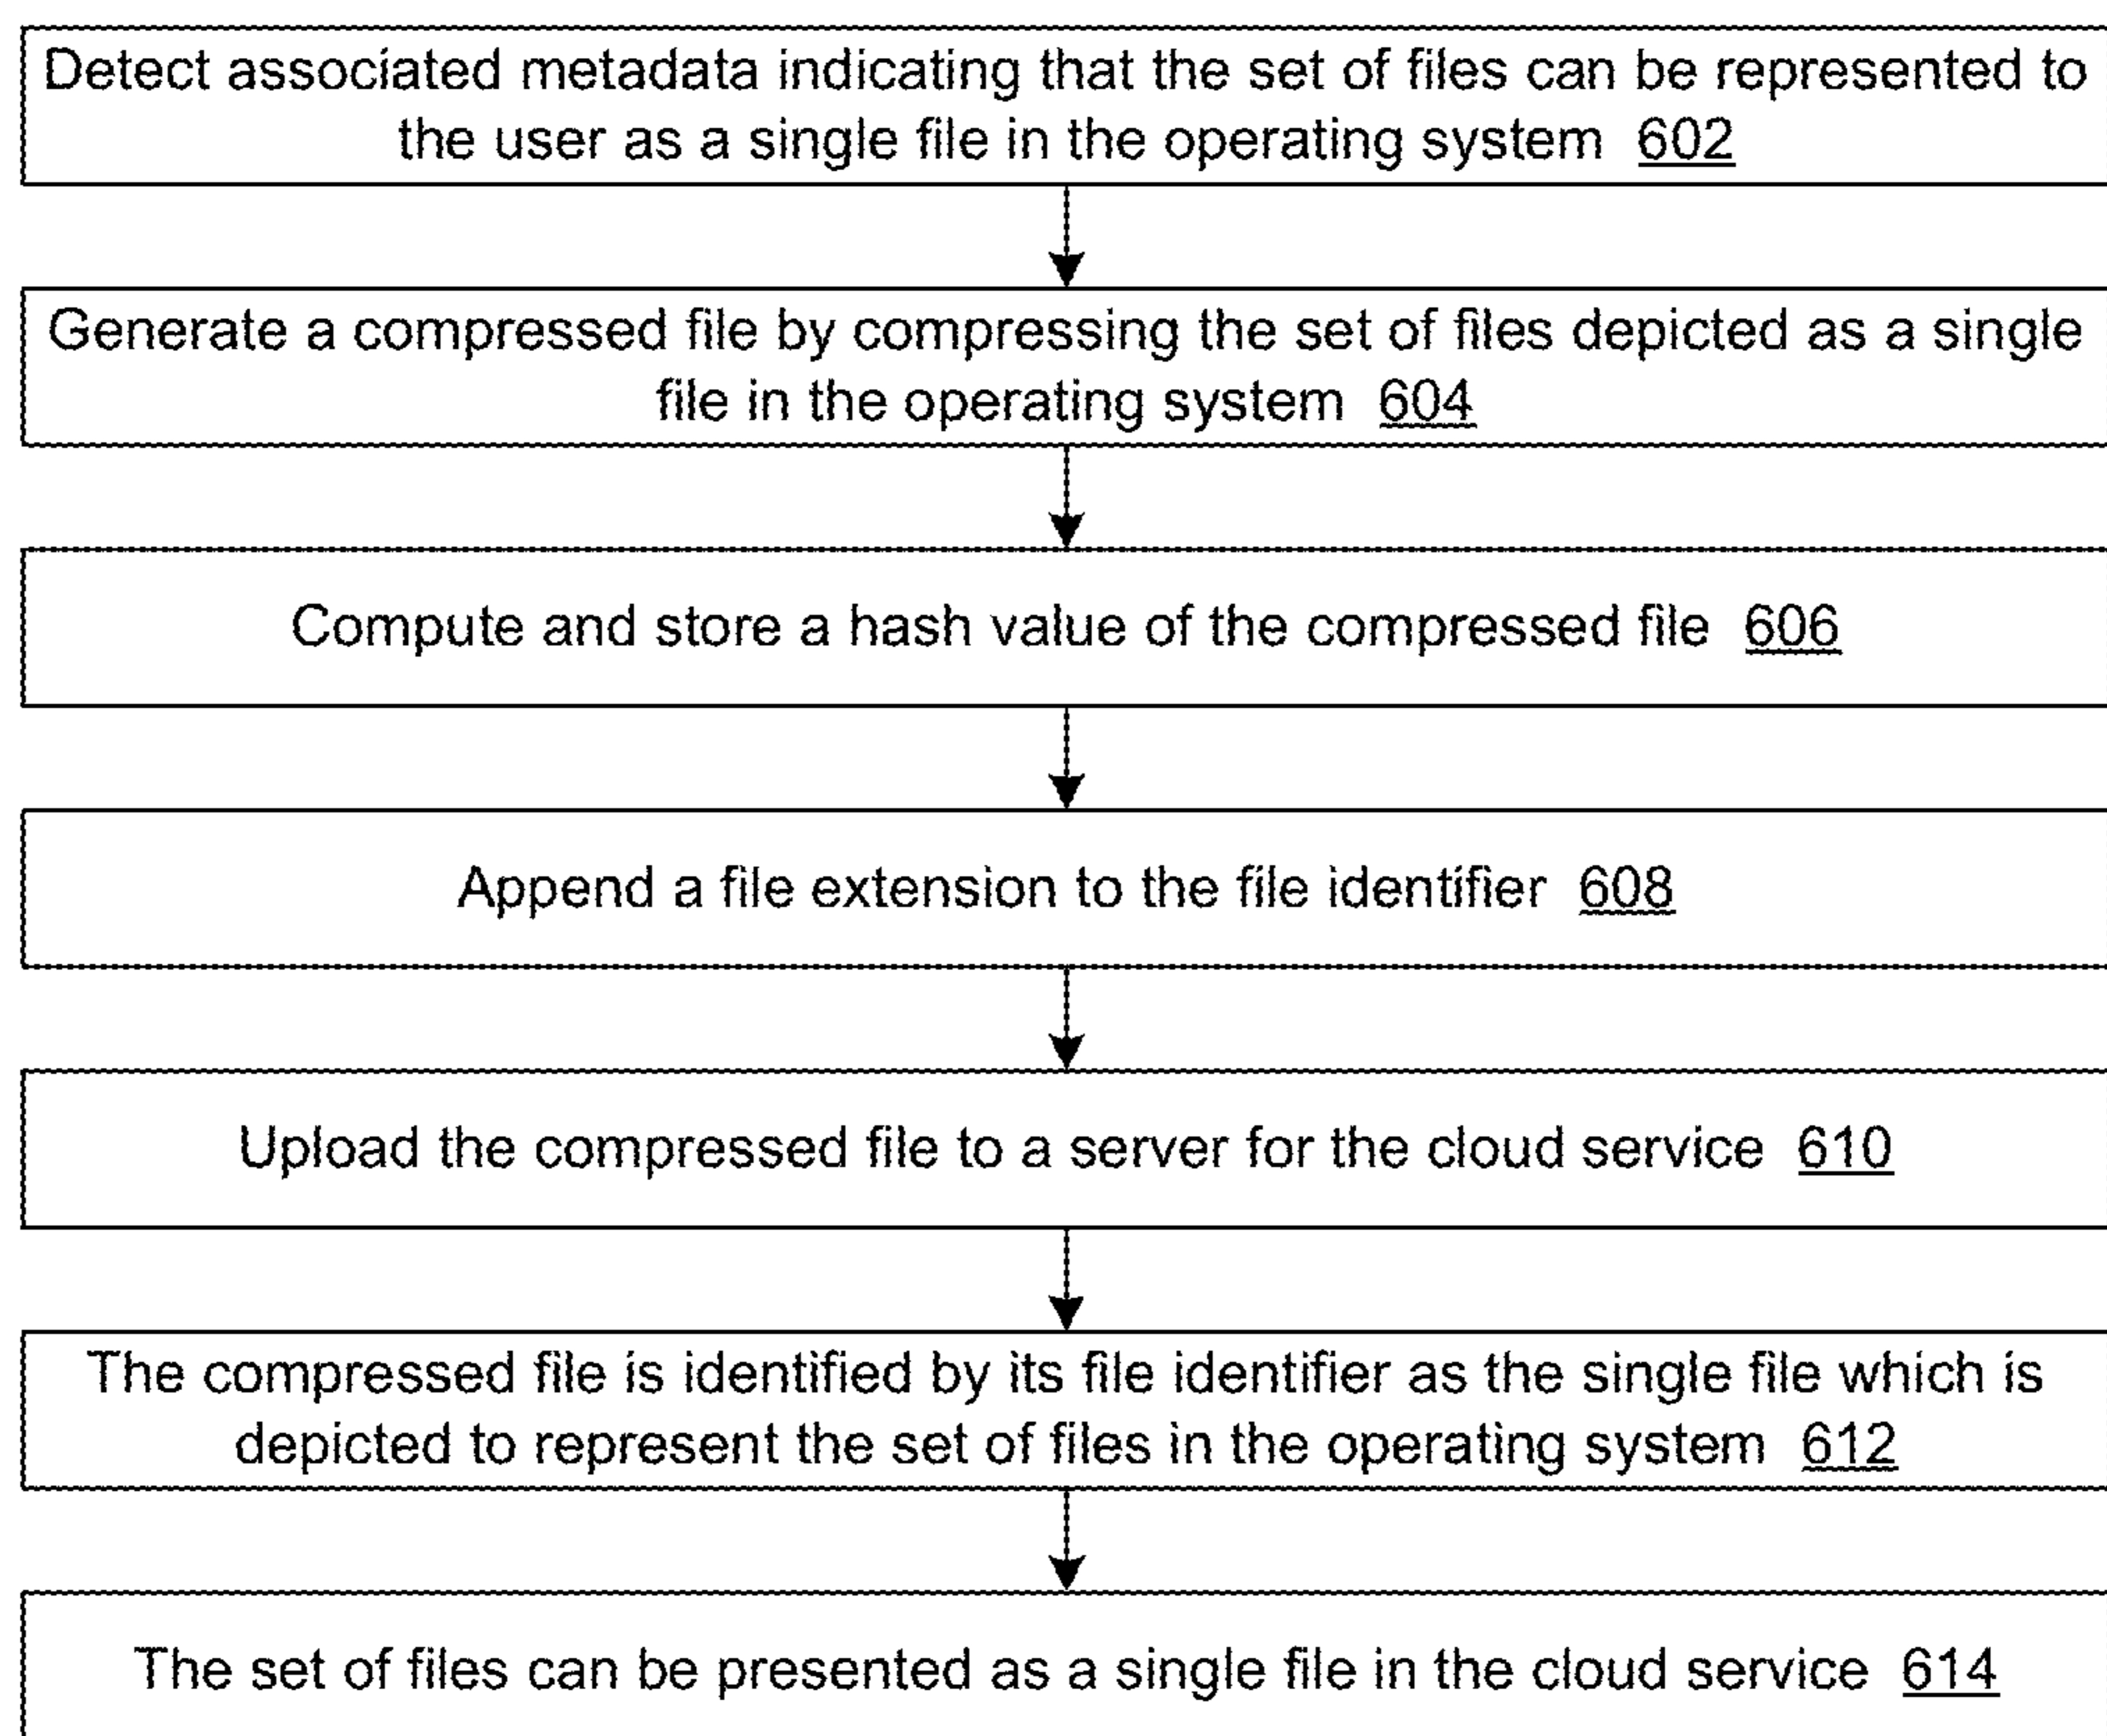 Detect associated metadata indicating that the set of files can be represented to
the user as a single file in the operating system 602
Generate a compressed file by compressing the set of files depicted as a single
file in the operating system 604
Compute and store a hash value of the compressed file 606
Append a file extension to the file identifier 608
Upload the compressed file to a server for the cloud service 610
The compressed file is identified by its file identifier as the single file which is
depicted to represent the set of files in the operating system 612
The set of files can be presented as a single file in the cloud service 614